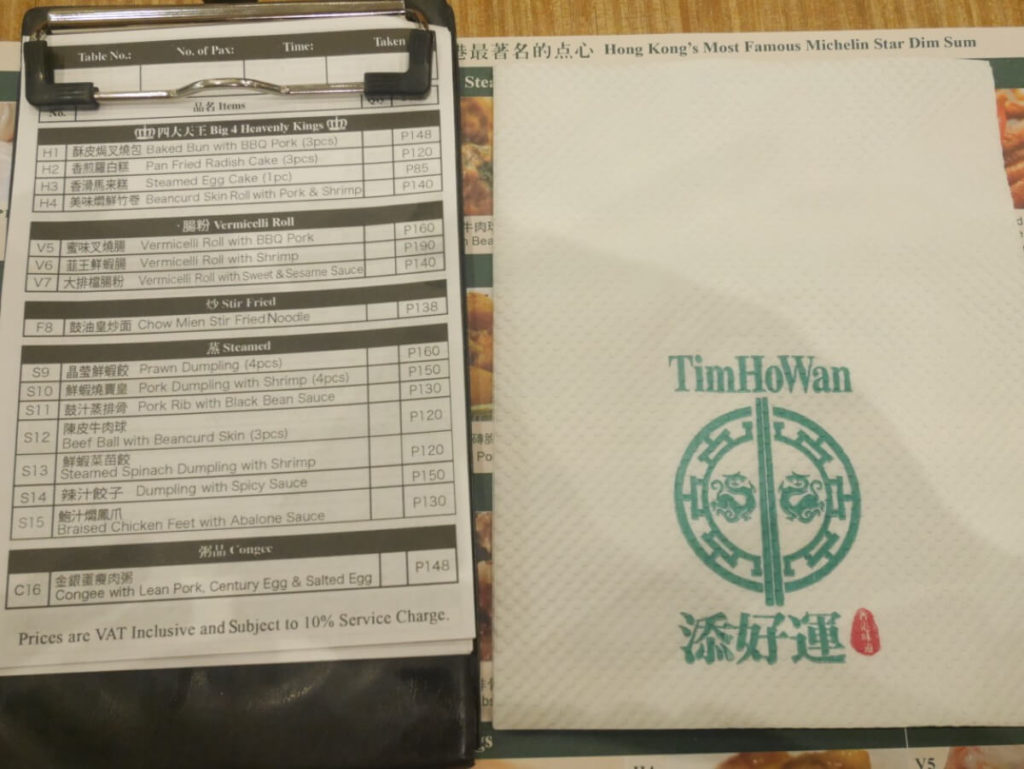 Table No.: No. of Pax: Time: Taken
No. 品名 Items
四大天王 Big 4 Heavenly Kings
H1 酥皮焗叉燒包 Baked Bun with BBQ Pork (3pcs) P148
H2 香煎羅白糕 Pan Fried Radish Cake (3pcs) P120
H3 香滑馬來糕 Steamed Egg Cake (1pc) P85
H4 美味燜鮮竹卷 Beancurd Skin Roll with Pork & Shrimp P140
腸粉 Vermicelli Roll
V5 蜜味叉燒腸 Vermicelli Roll with BBQ Pork P160
V6 韮王鮮蝦腸 Vermicelli Roll with Shrimp P190
V7 大排檔腸粉 Vermicelli Roll with Sweet & Sesame Sauce P140
炒 Stir Fried
F8 鼓油皇炒面 Chow Mien Stir Fried Noodle P138
蒸 Steamed
S9 晶瑩鮮蝦餃 Prawn Dumpling (4pcs) P160
S10 鮮蝦燒賣皇 Pork Dumpling with Shrimp (4pcs) P150
S11 鼓汁蒸排骨 Pork Rib with Black Bean Sauce P130
S12 陳皮牛肉球
Beef Ball with Beancurd Skin (3pcs) P120
S13 鮮蝦菜苗餃
Steamed Spinach Dumpling with Shrimp P120
S14 辣汁餃子 Dumpling with Spicy Sauce P150
S15 鮑汁燜鳳爪
Braised Chicken Feet with Abalone Sauce P130
粥品 Congee
C16 金銀蛋瘦肉粥
Congee with Lean Pork, Century Egg & Salted Egg P148
Prices are VAT Inclusive and Subject to 10% Service Charge.
港最著名的点心 Hong Kong's Most Famous Michelin Star Dim Sum
Stea
牛肉球
Bea
Po
TimHoWan
添好運
V5